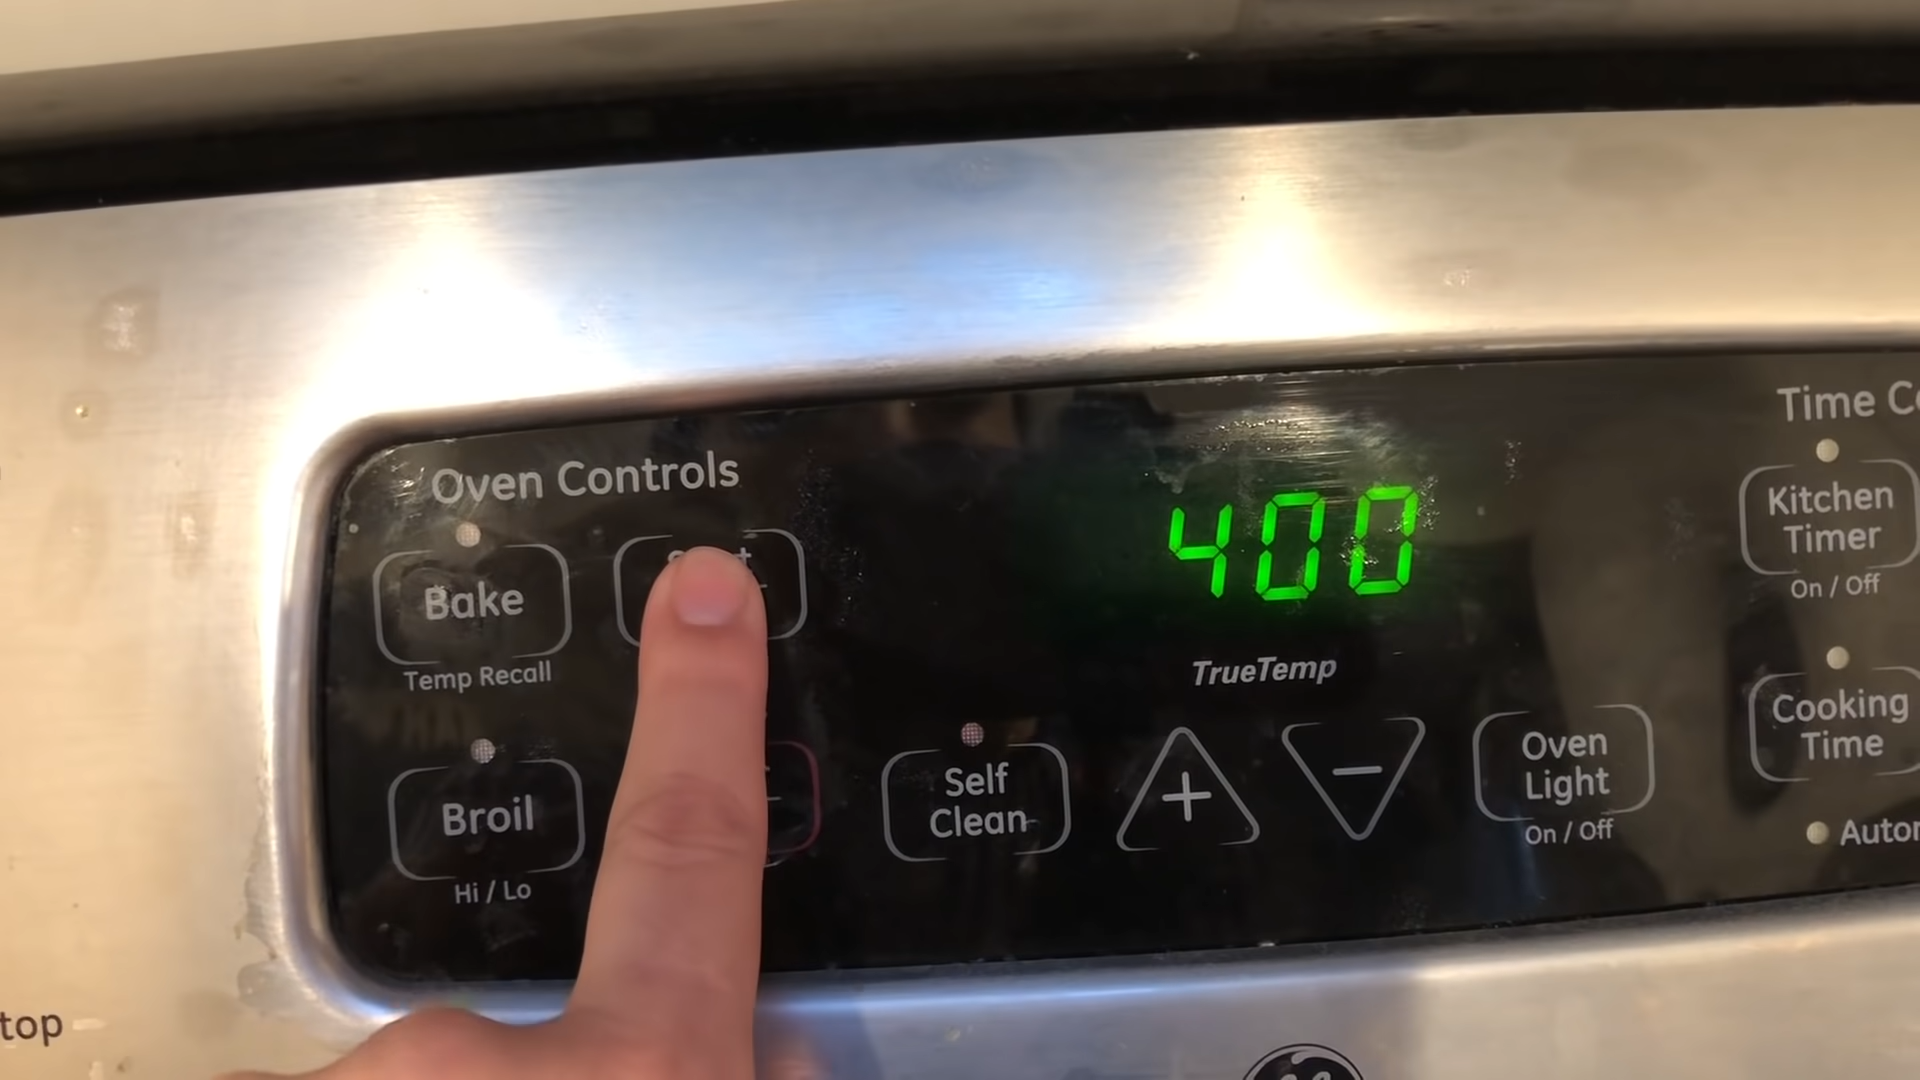 Oven Controls
Bake
Temp Recall
Broil
Hi / Lo
Self
Clean
400
TrueTemp
+
−
Oven
Light
On / Off
Time
Kitchen
Timer
On / Off
Cooking
Time
top